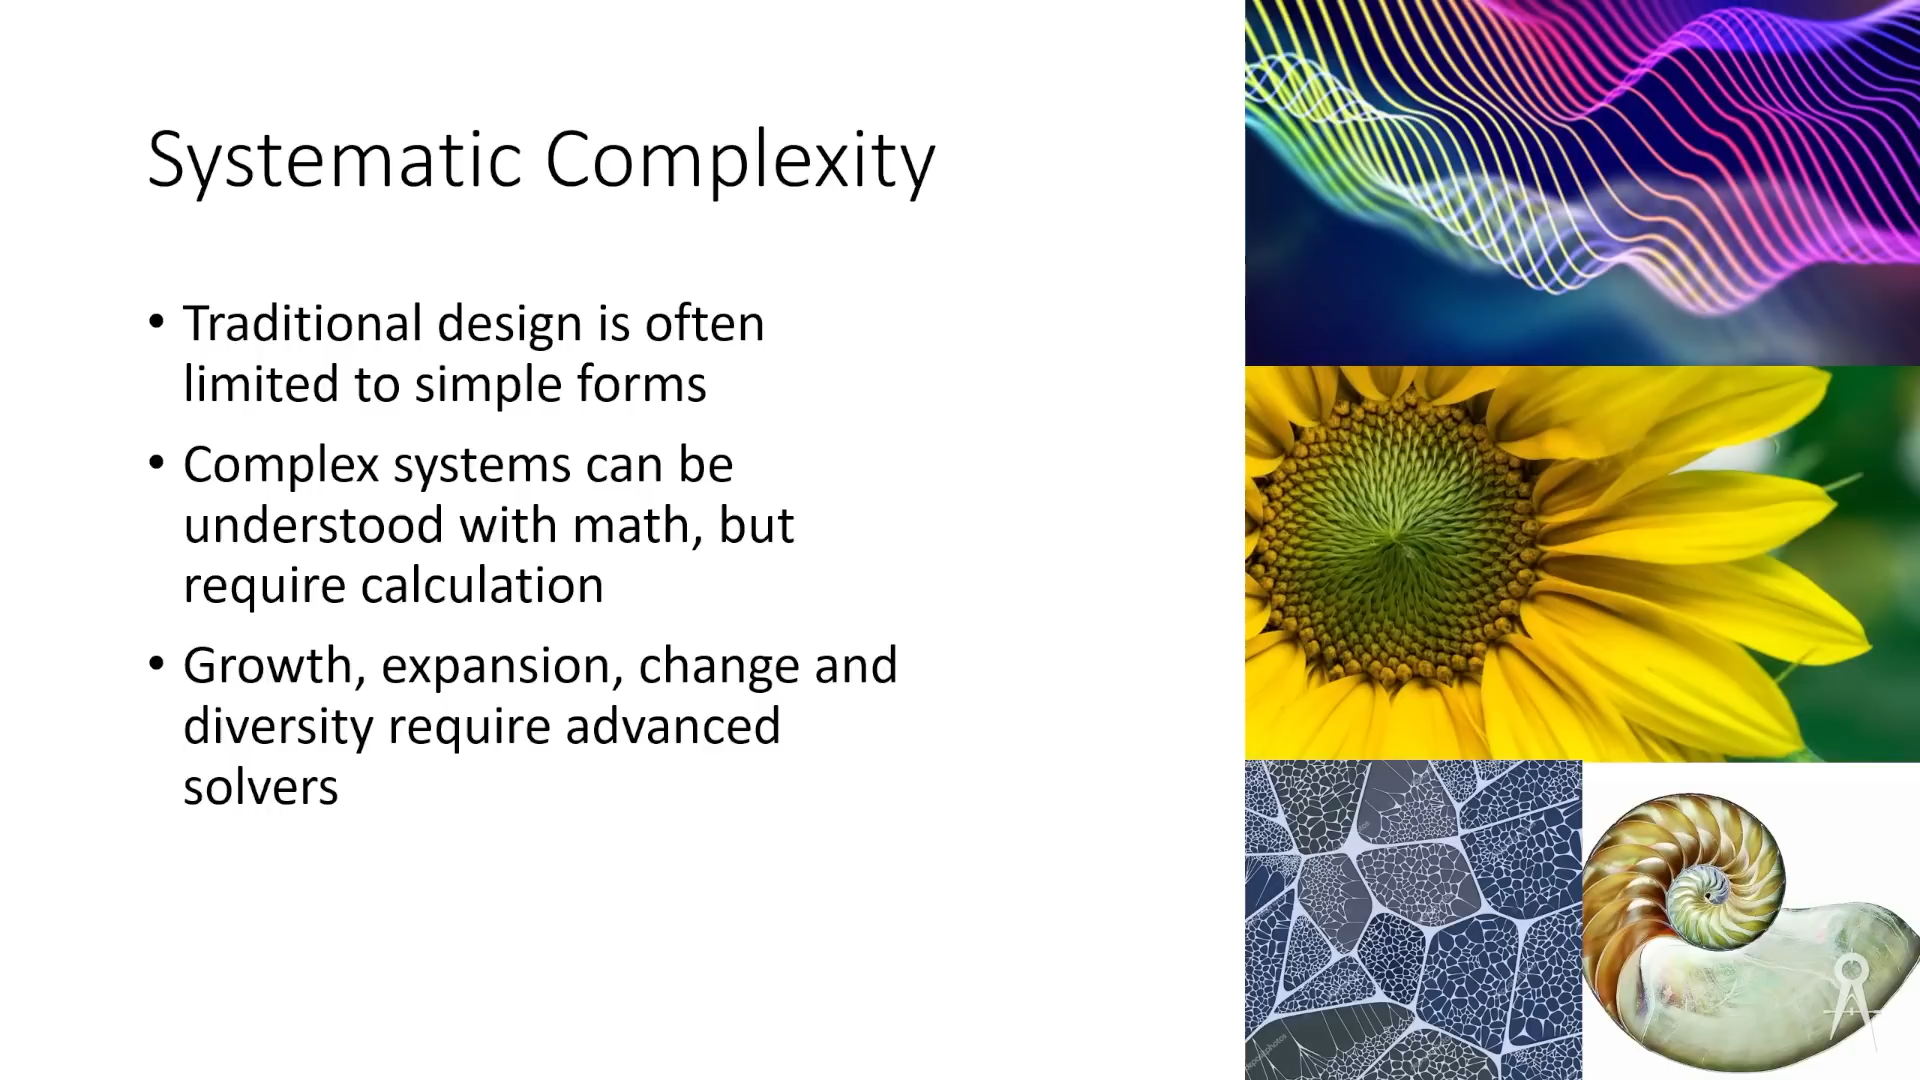 Systematic Complexity
• Traditional design is often
limited to simple forms
• Complex systems can be
understood with math, but
require calculation
• Growth, expansion, change and
diversity require advanced
solvers